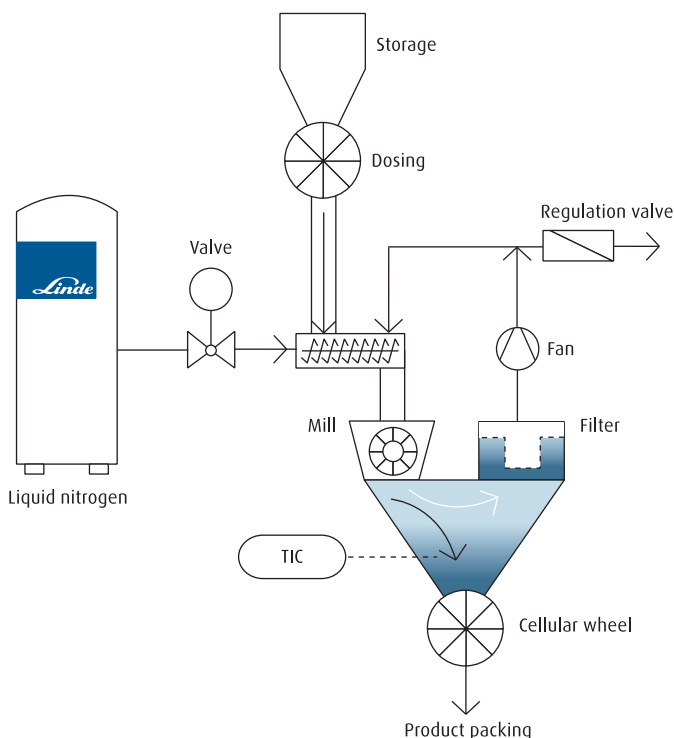 Storage
Dosing
Regulation valve
Valve
Linde
Fan
Mill
Filter
Liquid nitrogen
TIC
Cellular wheel
Product packing